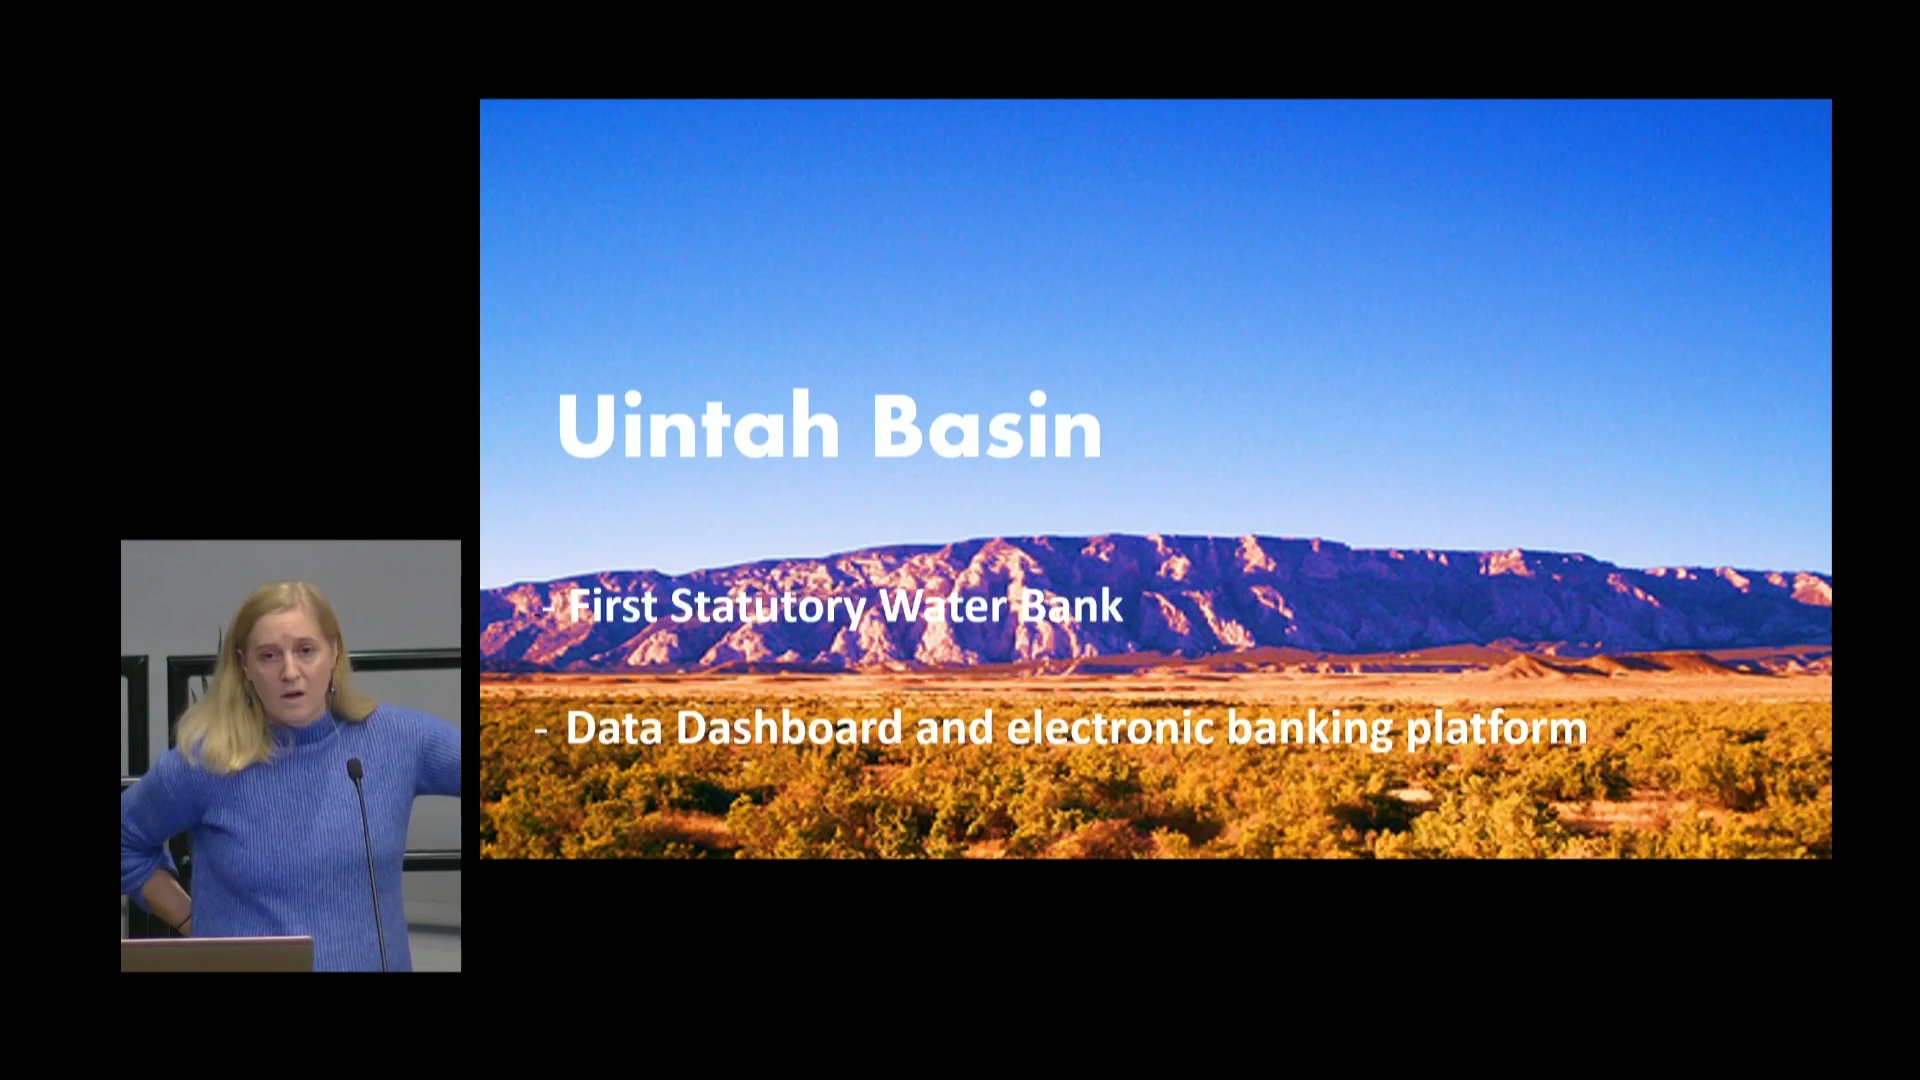 Uintah Basin
- First Statutory Water Bank
- Data Dashboard and electronic banking platform